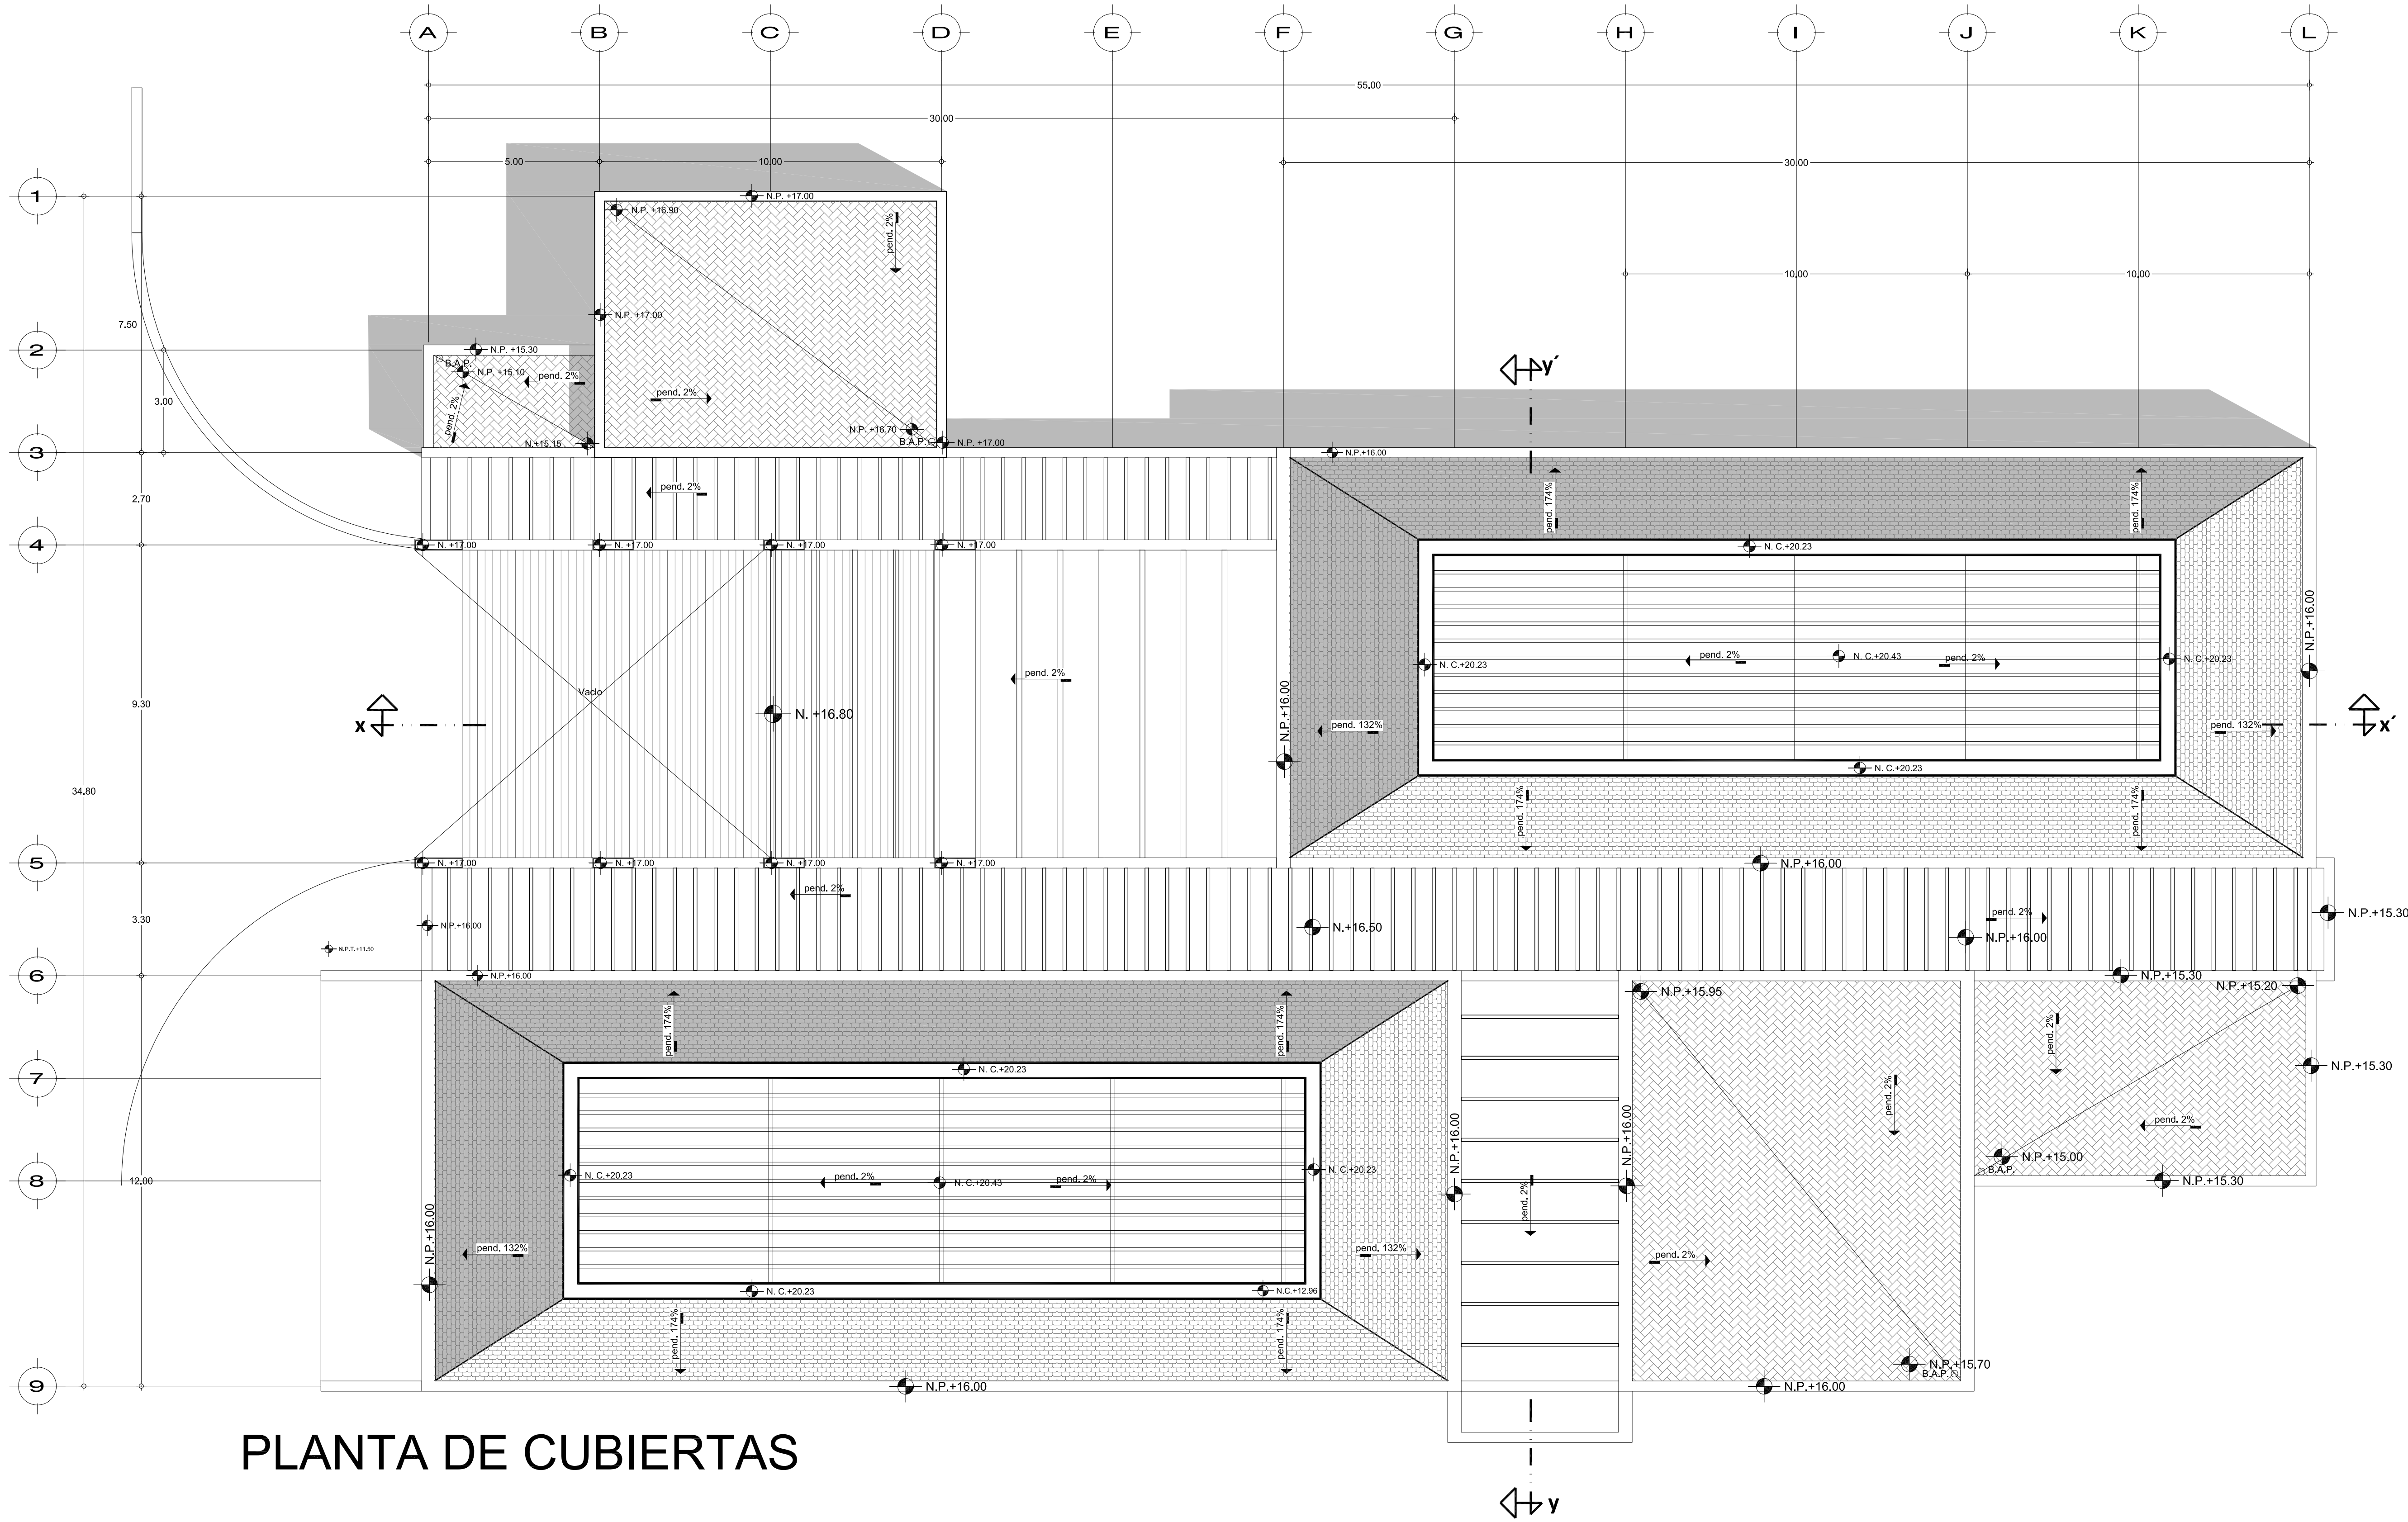 A B C D E F G H I J K L
55.00
30.00
5.00 10.00 30.00
1 N.P. +17.00
N.P. +16.90
pend. 2%
10.00 10.00
N.P. +17.00
7.50
2 N.P. +15.30
B.A.P.
N.P. +15.10
pend. 2%
y´
pend. 2%
3.00
pend. 2%
N.P. +16.70
N.+15.15 B.A.P. N.P. +17.00
3 N.P.+16.00
pend. 2%
2.70
pend. 174% pend. 174%
4 N. +17.00 N. +17.00 N. +17.00 N. +17.00 N. C.+20.23
N.P.+16.00
pend. 2% N. C.+20.43 pend. 2%
N. C.+20.23 N. C.+20.23
pend. 2%
Vacio
9.30
N.P.+16.00
N. +16.80
x pend. 132% pend. 132% x´
N. C.+20.23
34.80
pend. 174% pend. 174%
5 N. +17.00 N. +17.00 N. +17.00 N. +17.00 N.P.+16.00
pend. 2%
3.30
N.P.+16.00 N.+16.50 pend. 2% N.P.+15.30
N.P.+16.00
N.P.T.+11.50
6 N.P.+16.00 N.P.+15.30
N.P.+15.95 N.P.+15.20
pend. 174% pend. 174% pend. 2%
7 N. C.+20.23 N.P.+15.30
pend. 2%
N.P.+16.00 N.P.+16.00
pend. 2%
N.P.+15.00
B.A.P.
N. C.+20.23 pend. 2% N. C.+20.43 pend. 2% N. C.+20.23
8 12.00 N.P.+15.30
pend. 2%
N.P.+16.00
pend. 132% pend. 132% pend. 2%
N. C.+20.23 N.C.+12.96
pend. 174% pend. 174%
N.P.+15.70
B.A.P.
9 N.P.+16.00 N.P.+16.00
PLANTA DE CUBIERTAS
y